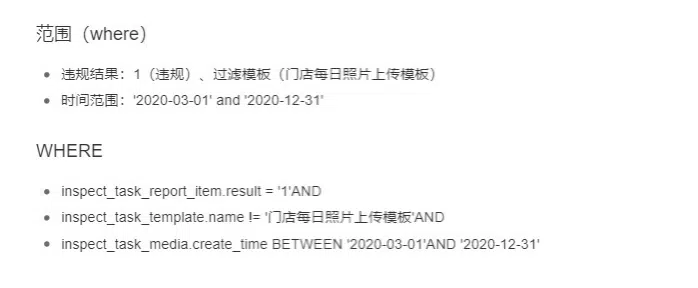 范围（where）
违规结果：1（违规）、过滤模板（门店每日照片上传模板）
时间范围：'2020-03-01' and '2020-12-31'
WHERE
inspect_task_report_item.result = '1'AND
inspect_task_template.name != '门店每日照片上传模板'AND
inspect_task_media.create_time BETWEEN '2020-03-01'AND '2020-12-31'